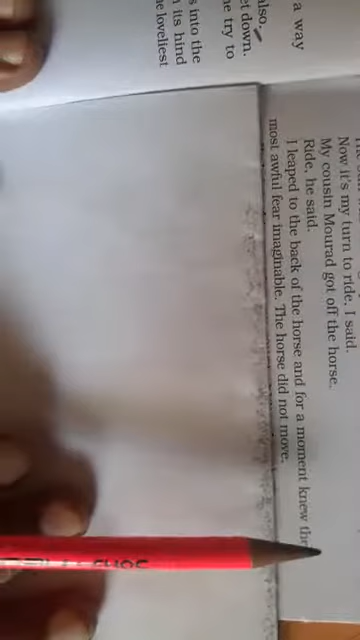 a way
also,
et down.
he try to
s into the
n its hind
he loveliest
Now it's my turn to ride, I said.
My cousin Mourad got off the horse.
Ride, he said.
I leaped to the back of the horse and for a moment knew the
most awful fear imaginable. The horse did not move.